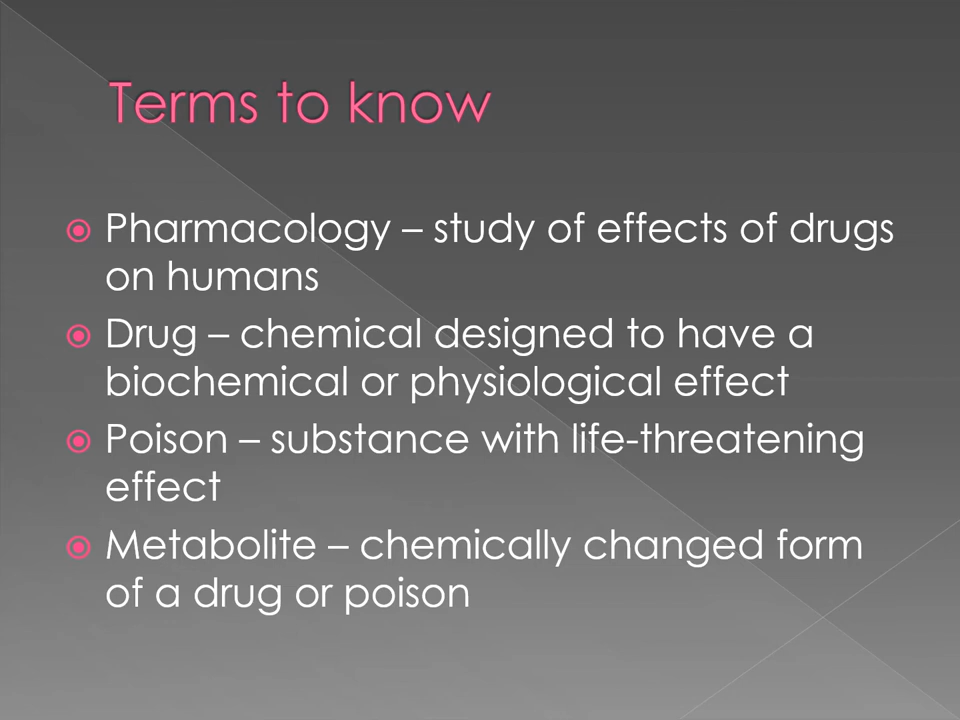 Terms to know
Pharmacology – study of effects of drugs
on humans
Drug – chemical designed to have a
biochemical or physiological effect
Poison – substance with life-threatening
effect
Metabolite – chemically changed form
of a drug or poison